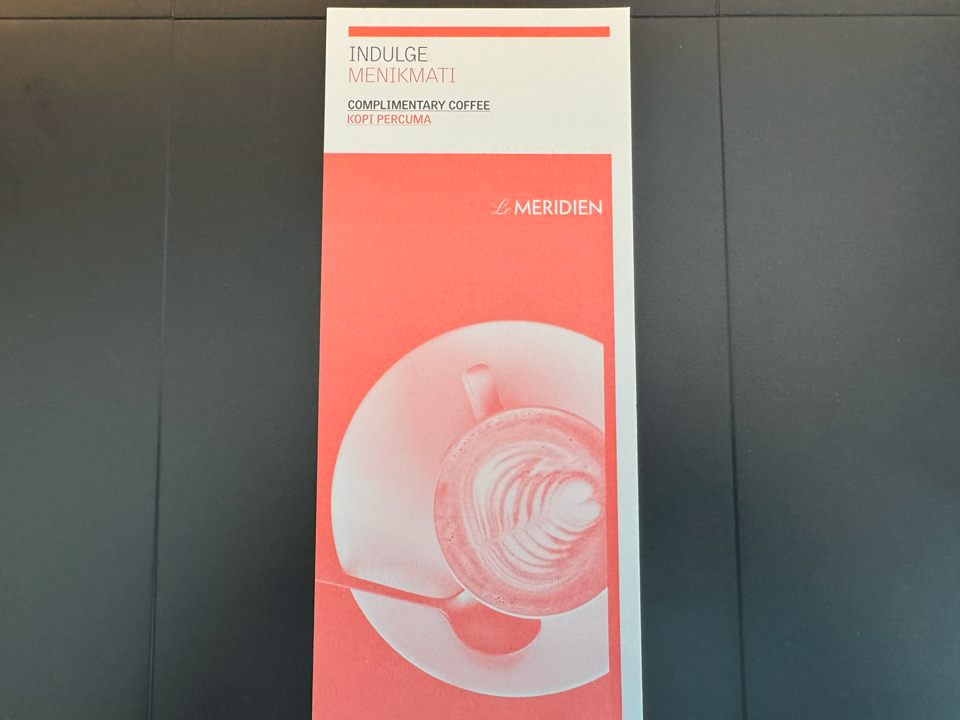 INDULGE
MENIKMATI
COMPLIMENTARY COFFEE
KOPI PERCUMA
Le MERIDIEN